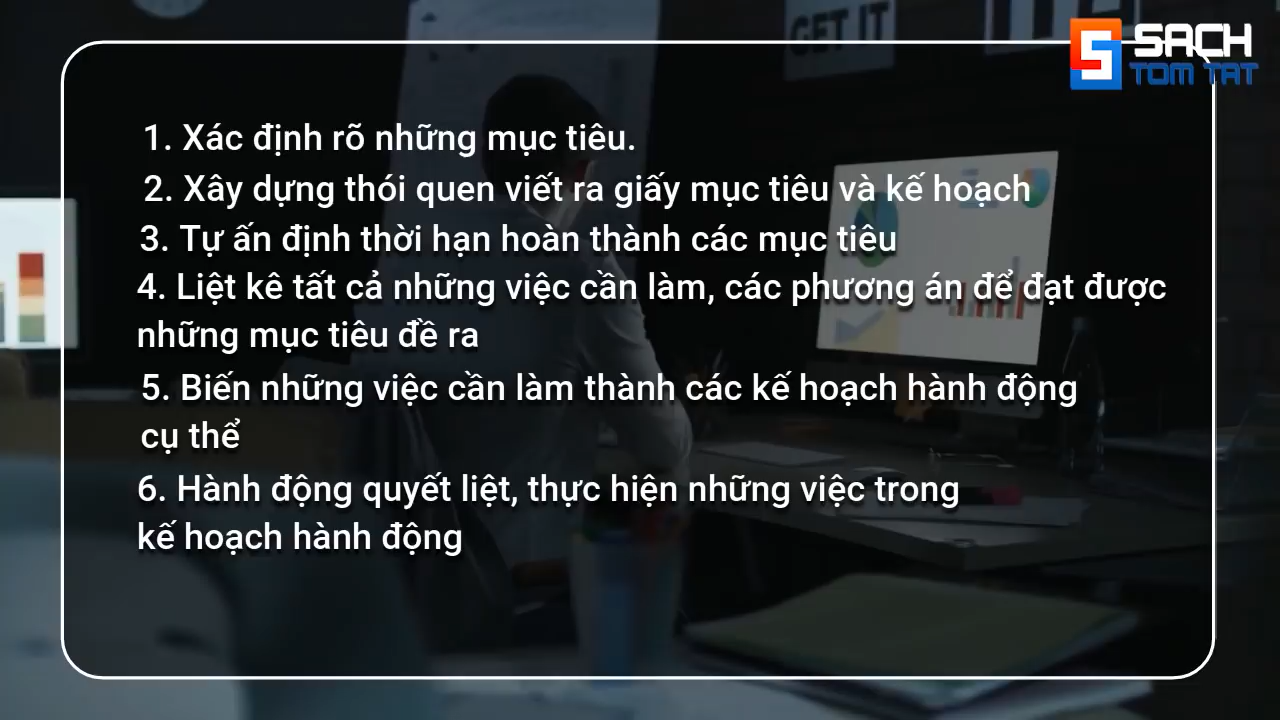 GET IT
SACH
TOM TAT
1. Xác định rõ những mục tiêu.
2. Xây dựng thói quen viết ra giấy mục tiêu và kế hoạch
3. Tự ấn định thời hạn hoàn thành các mục tiêu
4. Liệt kê tất cả những việc cần làm, các phương án để đạt được
những mục tiêu đề ra
5. Biến những việc cần làm thành các kế hoạch hành động
cụ thể
6. Hành động quyết liệt, thực hiện những việc trong
kế hoạch hành động